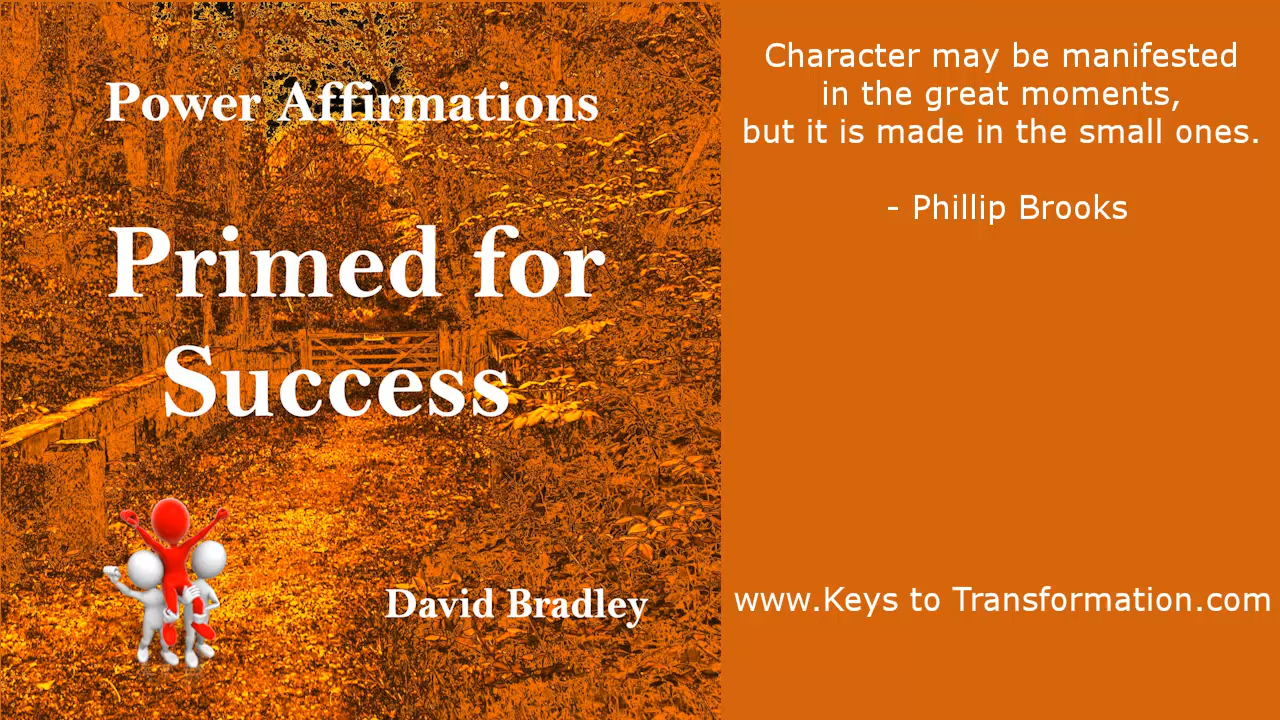 Power Affirmations
Primed for
Success
David Bradley
Character may be manifested
in the great moments,
but it is made in the small ones.
- Phillip Brooks
www.Keys to Transformation.com